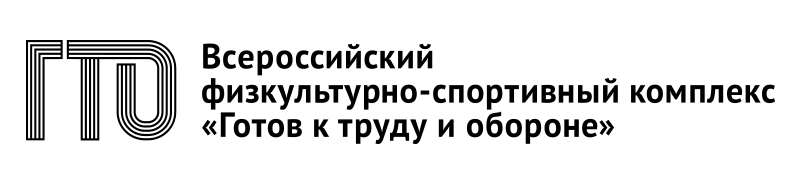 ГТО
Всероссийский
физкультурно-спортивный комплекс
«Готов к труду и обороне»